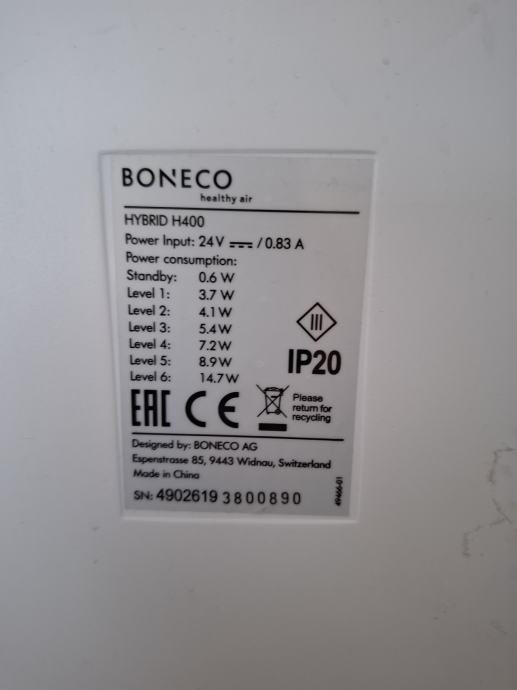 BONECO
healthy air
HYBRID H400
Power Input: 24V ⎓ / 0.83 A
Power consumption:
Standby: 0.6 W
Level 1: 3.7 W
Level 2: 4.1 W
Level 3: 5.4 W
Level 4: 7.2 W
Level 5: 8.9 W
Level 6: 14.7 W
III
IP20
EAC CE
Please
return for
recycling
Designed by: BONECO AG
Espenstrasse 85, 9443 Widnau, Switzerland
Made in China
SN: 4902619 3800890
49466-01